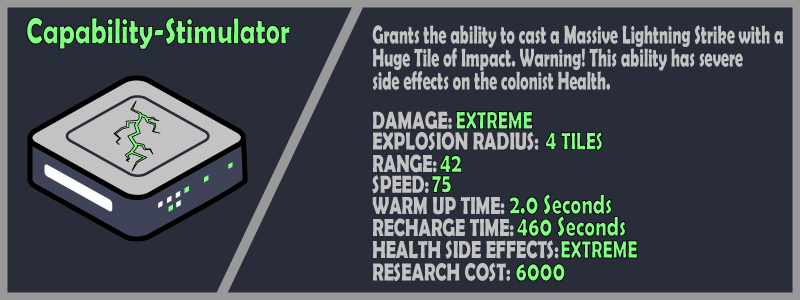 Capability-Stimulator
Grants the ability to cast a Massive Lightning Strike with a
Huge Tile of Impact. Warning! This ability has severe
side effects on the colonist Health.
DAMAGE: EXTREME
EXPLOSION RADIUS: 4 TILES
RANGE: 42
SPEED: 75
WARM UP TIME: 2.0 Seconds
RECHARGE TIME: 460 Seconds
HEALTH SIDE EFFECTS: EXTREME
RESEARCH COST: 6000